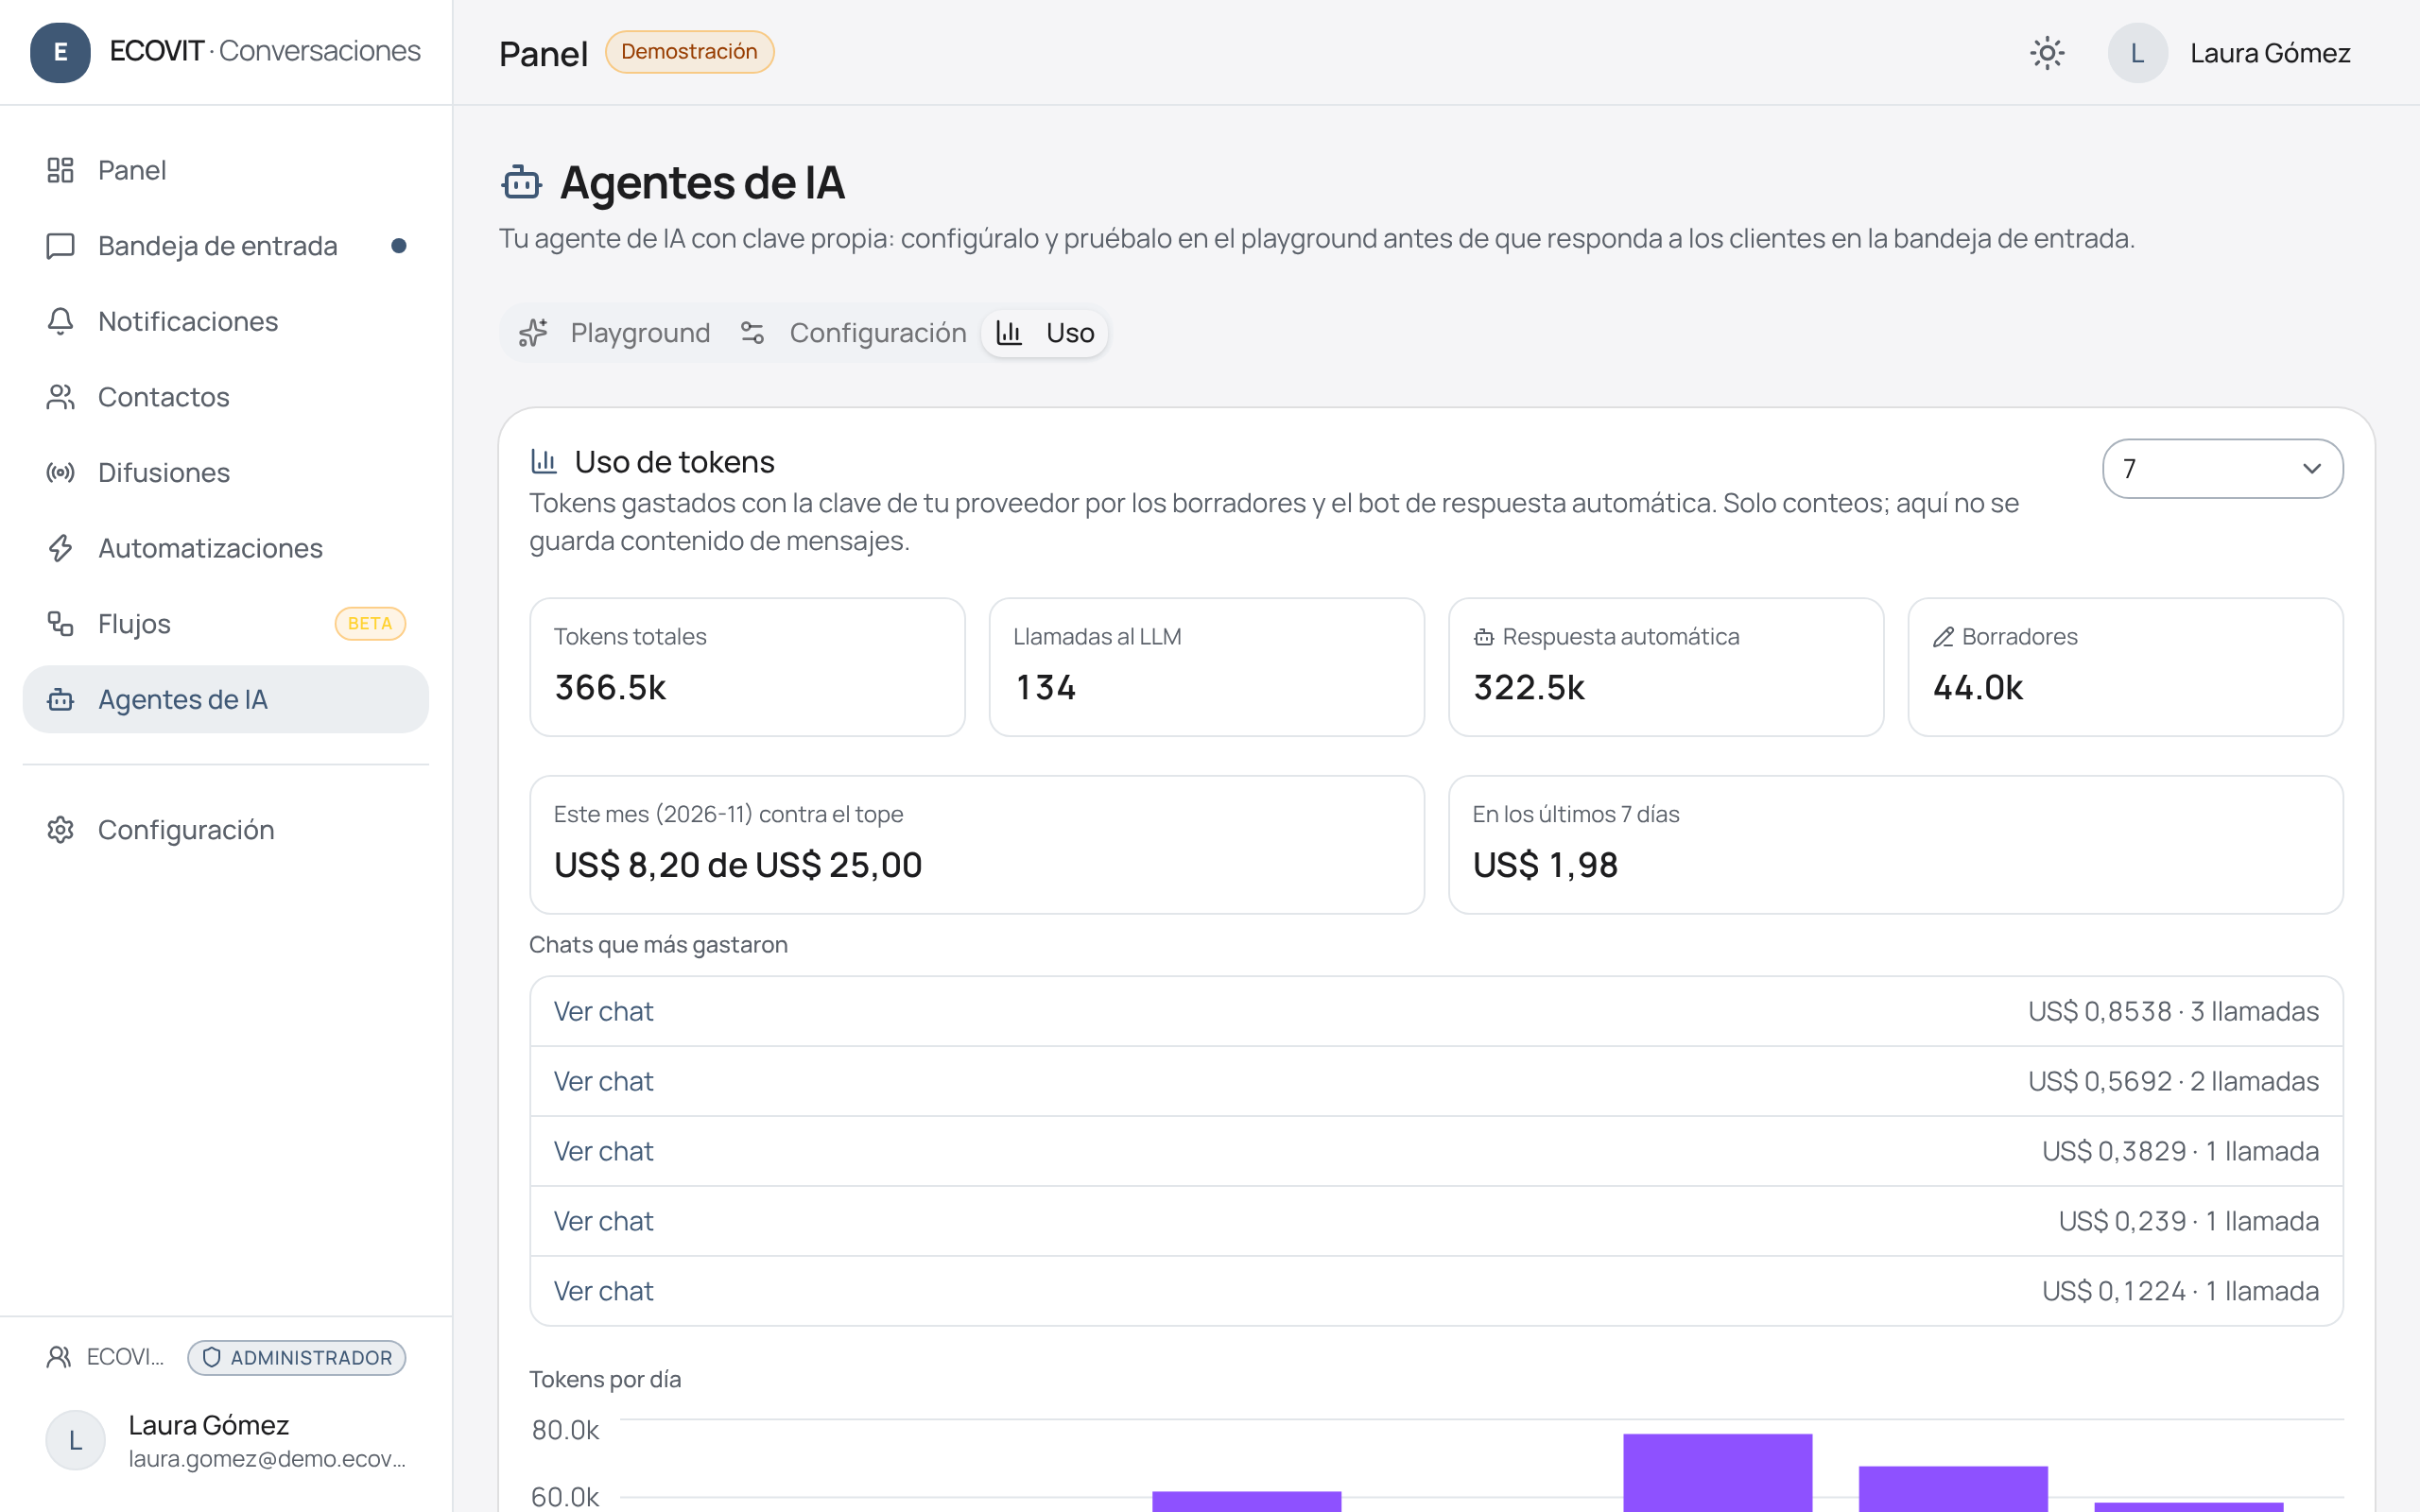 E ECOVIT · Conversaciones
Panel
Bandeja de entrada
Notificaciones
Contactos
Difusiones
Automatizaciones
Flujos BETA
Agentes de IA
Configuración
ECOVI... ADMINISTRADOR
L Laura Gómez
laura.gomez@demo.ecov...
Panel Demostración
L Laura Gómez
Agentes de IA
Tu agente de IA con clave propia: configúralo y pruébalo en el playground antes de que responda a los clientes en la bandeja de entrada.
Playground Configuración Uso
Uso de tokens
7
Tokens gastados con la clave de tu proveedor por los borradores y el bot de respuesta automática. Solo conteos; aquí no se
guarda contenido de mensajes.
Tokens totales
366.5k
Llamadas al LLM
134
Respuesta automática
322.5k
Borradores
44.0k
Este mes (2026-11) contra el tope
US$ 8,20 de US$ 25,00
En los últimos 7 días
US$ 1,98
Chats que más gastaron
Ver chat US$ 0,8538 · 3 llamadas
Ver chat US$ 0,5692 · 2 llamadas
Ver chat US$ 0,3829 · 1 llamada
Ver chat US$ 0,239 · 1 llamada
Ver chat US$ 0,1224 · 1 llamada
Tokens por día
80.0k
60.0k